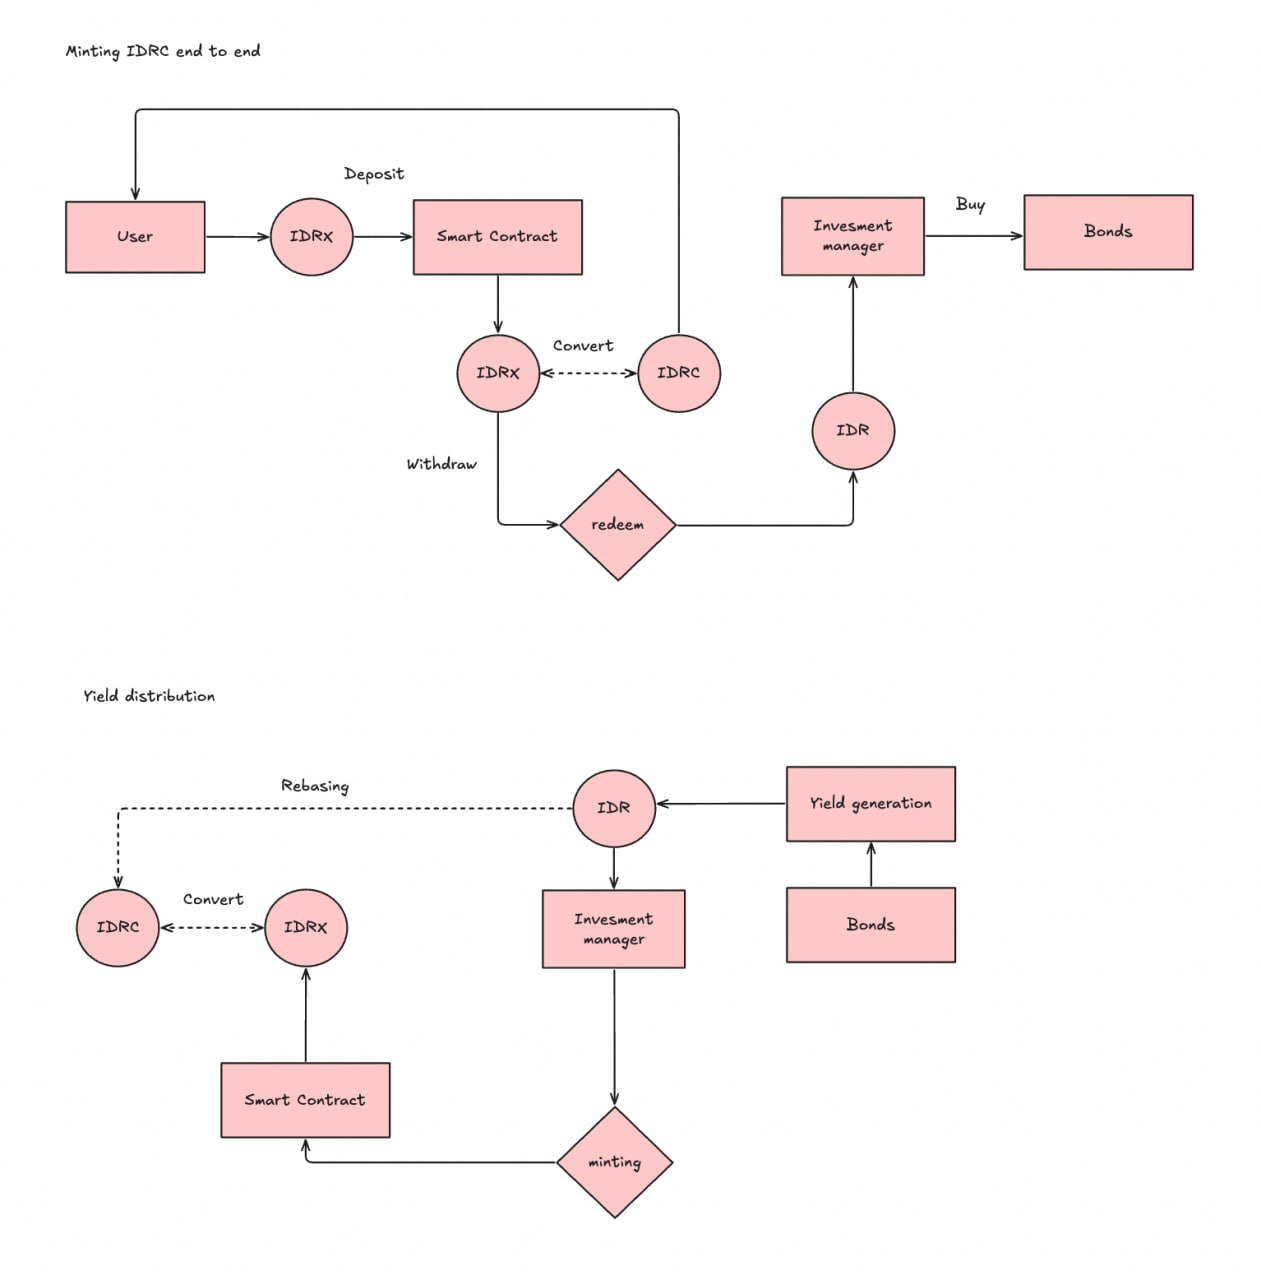 Minting IDRC end to end
Deposit
User
IDRX
Smart Contract
Invesment
manager
Buy
Bonds
IDRX
Convert
IDRC
IDR
Withdraw
redeem
Yield distribution
Rebasing
IDR
Yield generation
IDRC
Convert
IDRX
Invesment
manager
Bonds
Smart Contract
minting